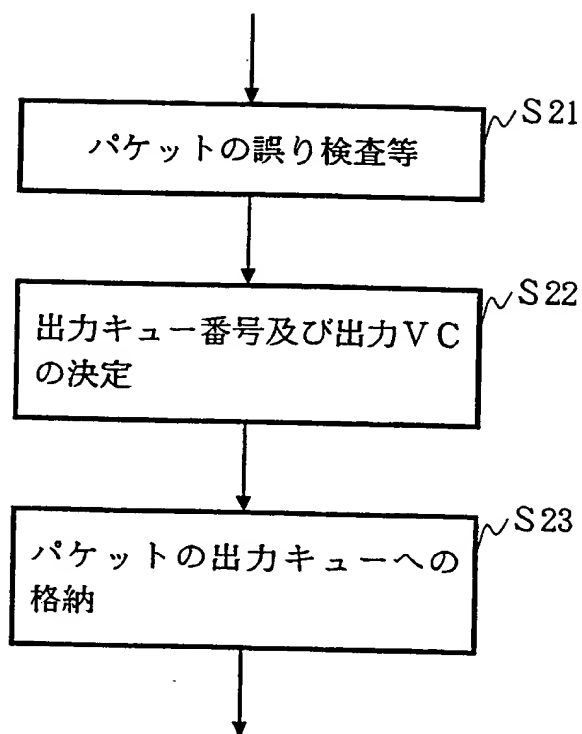 S21
パケットの誤り検査等
S22
出力キュー番号及び出力VC
の決定
S23
パケットの出力キューへの
格納